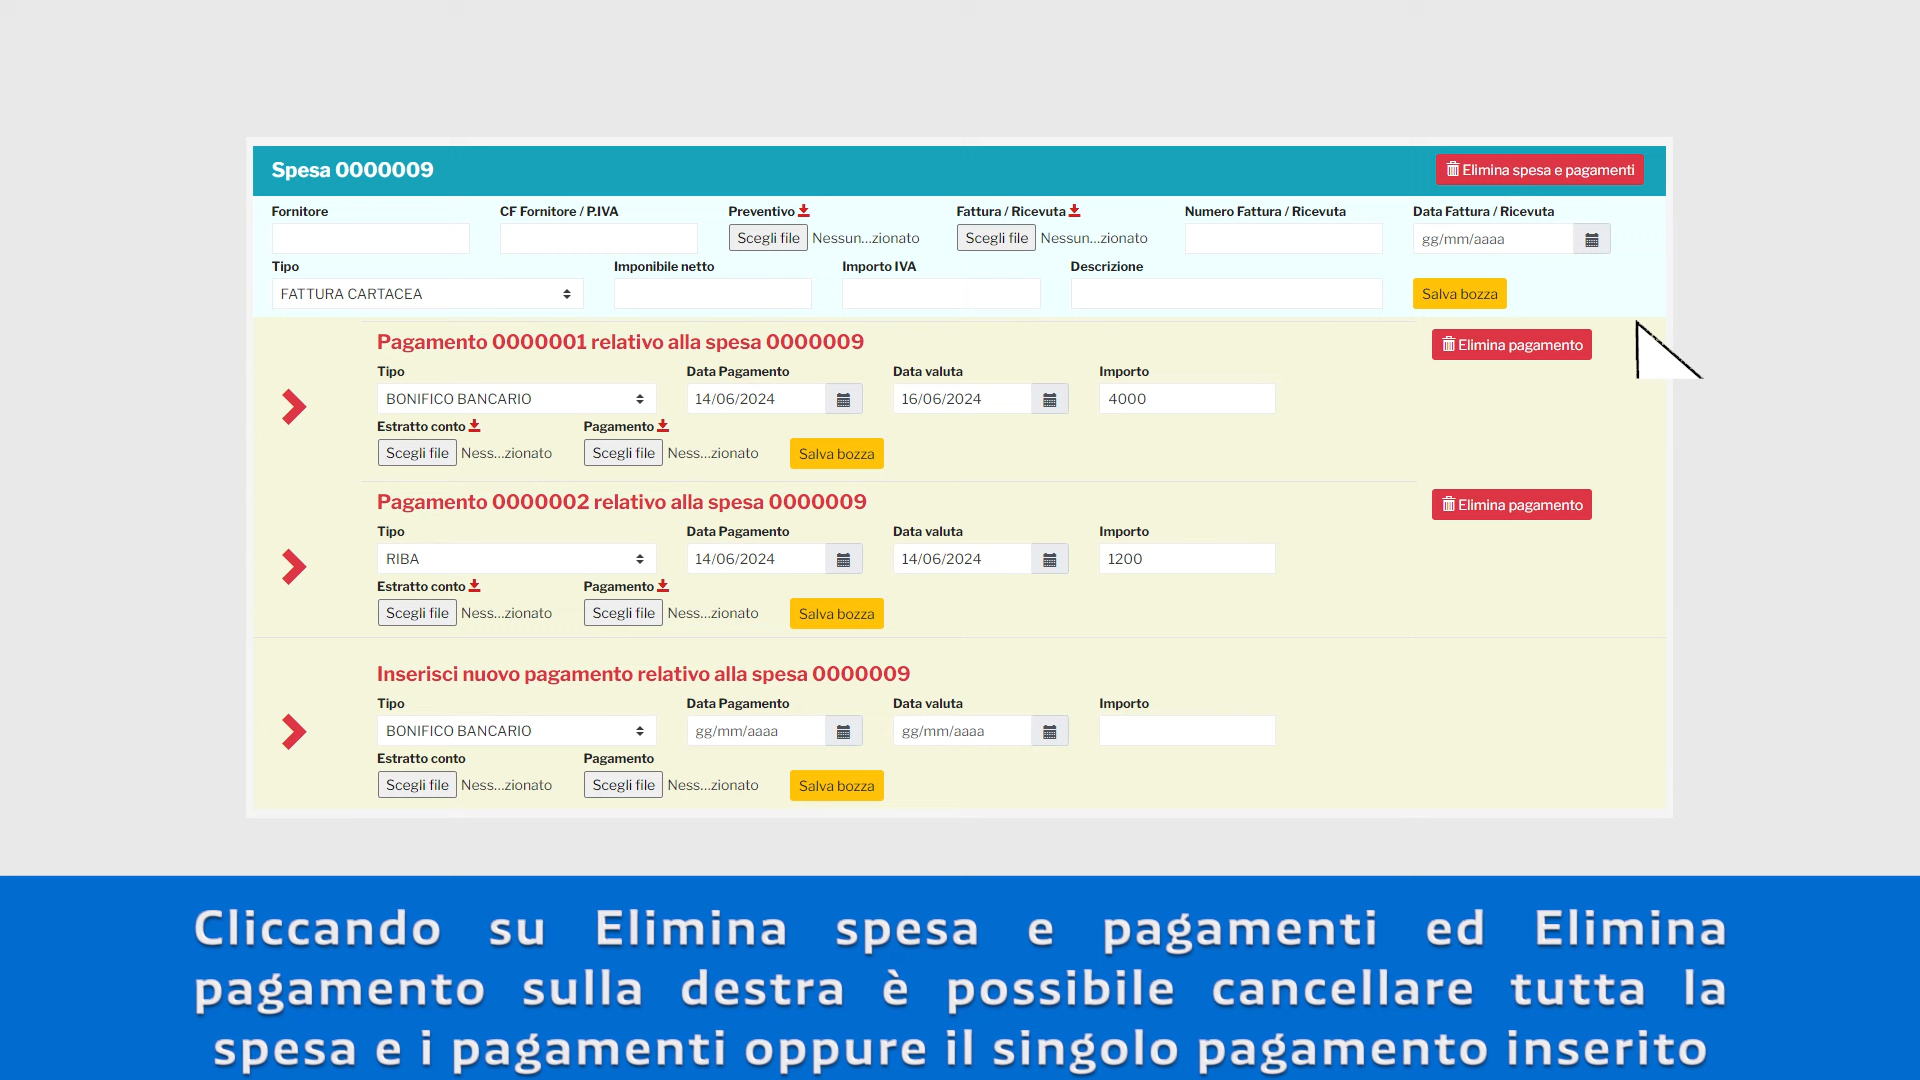 Spesa 0000009
Elimina spesa e pagamenti
Fornitore CF Fornitore / P.IVA Preventivo Fattura / Ricevuta Numero Fattura / Ricevuta Data Fattura / Ricevuta
Scegli file Nessun...zionato Scegli file Nessun...zionato gg/mm/aaaa
Tipo Imponibile netto Importo IVA Descrizione
FATTURA CARTACEA Salva bozza
Pagamento 0000001 relativo alla spesa 0000009
Elimina pagamento
Tipo Data Pagamento Data valuta Importo
BONIFICO BANCARIO 14/06/2024 16/06/2024 4000
Estratto conto Pagamento
Scegli file Ness...zionato Scegli file Ness...zionato Salva bozza
Pagamento 0000002 relativo alla spesa 0000009
Elimina pagamento
Tipo Data Pagamento Data valuta Importo
RIBA 14/06/2024 14/06/2024 1200
Estratto conto Pagamento
Scegli file Ness...zionato Scegli file Ness...zionato Salva bozza
Inserisci nuovo pagamento relativo alla spesa 0000009
Tipo Data Pagamento Data valuta Importo
BONIFICO BANCARIO gg/mm/aaaa gg/mm/aaaa
Estratto conto Pagamento
Scegli file Ness...zionato Scegli file Ness...zionato Salva bozza
Cliccando su Elimina spesa e pagamenti ed Elimina
pagamento sulla destra è possibile cancellare tutta la
spesa e i pagamenti oppure il singolo pagamento inserito